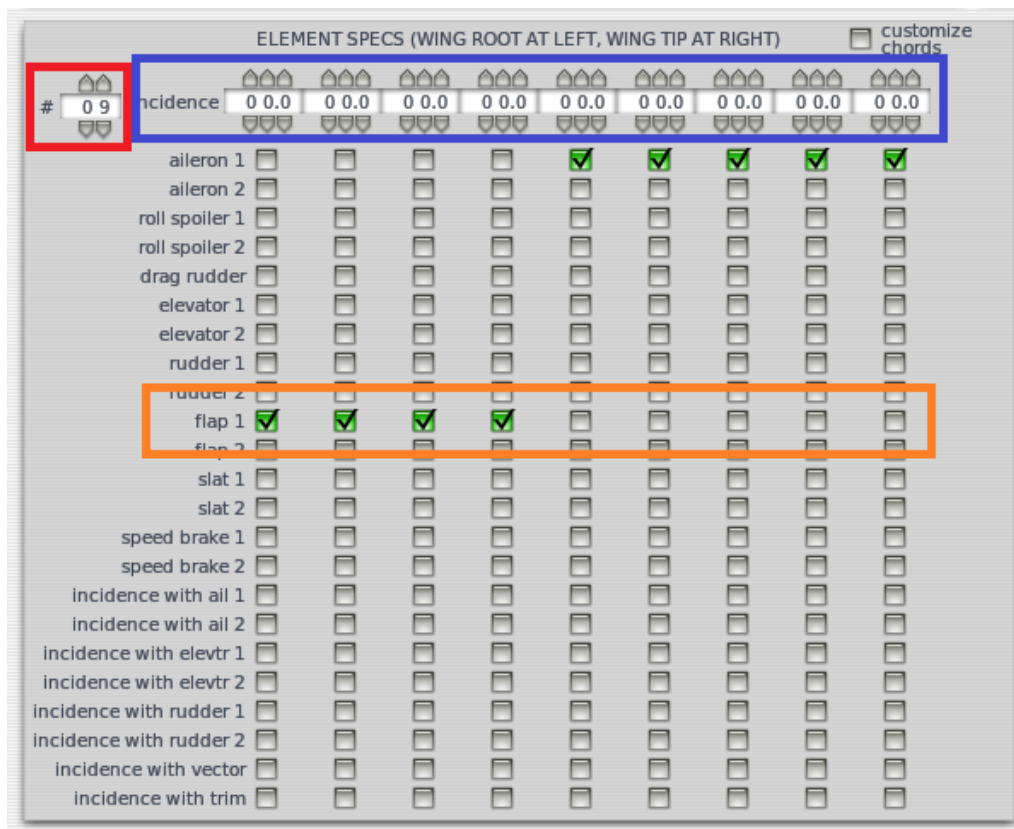 ELEMENT SPECS (WING ROOT AT LEFT, WING TIP AT RIGHT) customize chords
# 0 9 ncidence 0 0.0 0 0.0 0 0.0 0 0.0 0 0.0 0 0.0 0 0.0 0 0.0 0 0.0
aileron 1
aileron 2
roll spoiler 1
roll spoiler 2
drag rudder
elevator 1
elevator 2
rudder 1
rudder 2
flap 1
flap 2
slat 1
slat 2
speed brake 1
speed brake 2
incidence with ail 1
incidence with ail 2
incidence with elevtr 1
incidence with elevtr 2
incidence with rudder 1
incidence with rudder 2
incidence with vector
incidence with trim